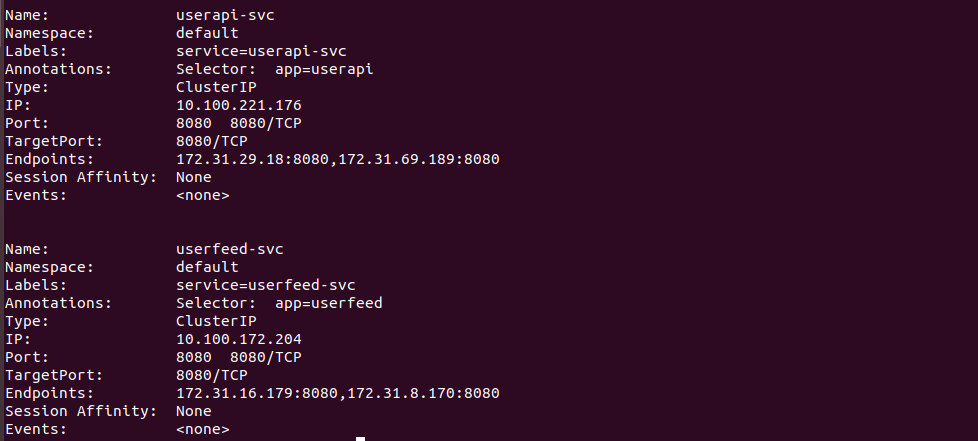 Name: userapi-svc
Namespace: default
Labels: service=userapi-svc
Annotations: Selector: app=userapi
Type: ClusterIP
IP: 10.100.221.176
Port: 8080 8080/TCP
TargetPort: 8080/TCP
Endpoints: 172.31.29.18:8080,172.31.69.189:8080
Session Affinity: None
Events: <none>
Name: userfeed-svc
Namespace: default
Labels: service=userfeed-svc
Annotations: Selector: app=userfeed
Type: ClusterIP
IP: 10.100.172.204
Port: 8080 8080/TCP
TargetPort: 8080/TCP
Endpoints: 172.31.16.179:8080,172.31.8.170:8080
Session Affinity: None
Events: <none>